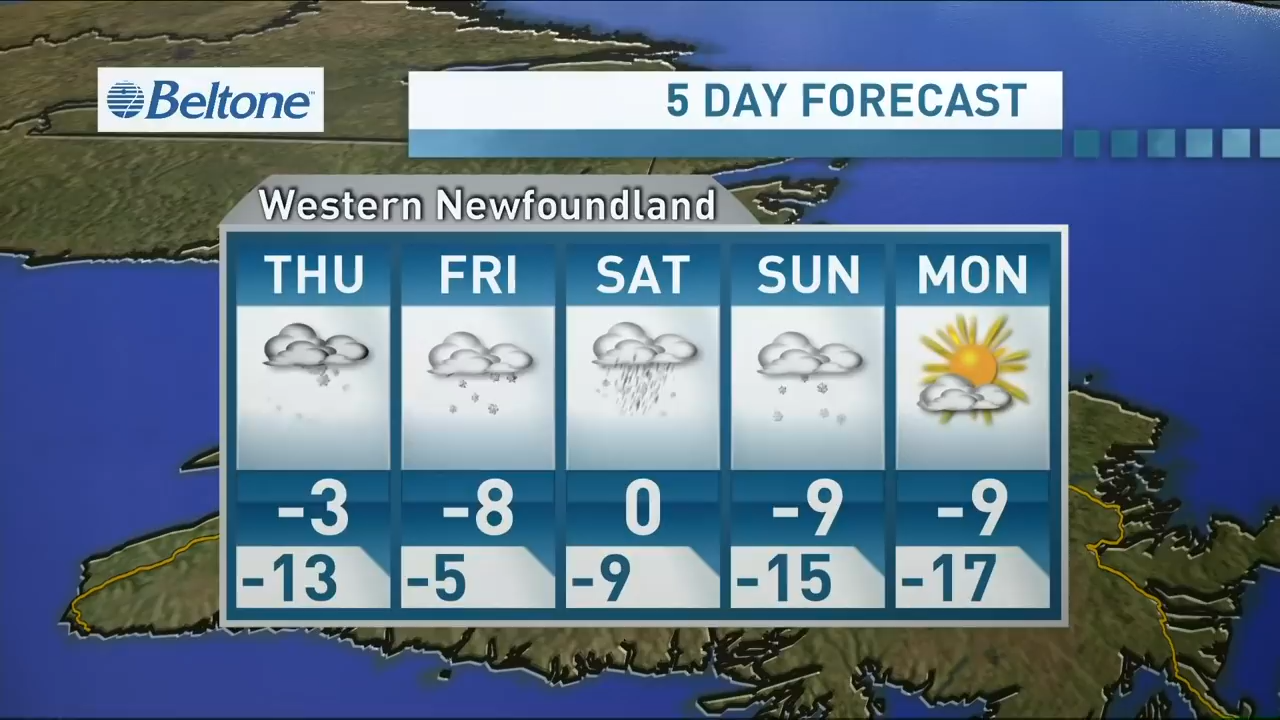 Beltone™
5 DAY FORECAST
Western Newfoundland
THU FRI SAT SUN MON
-3 -8 0 -9 -9
-13 -5 -9 -15 -17